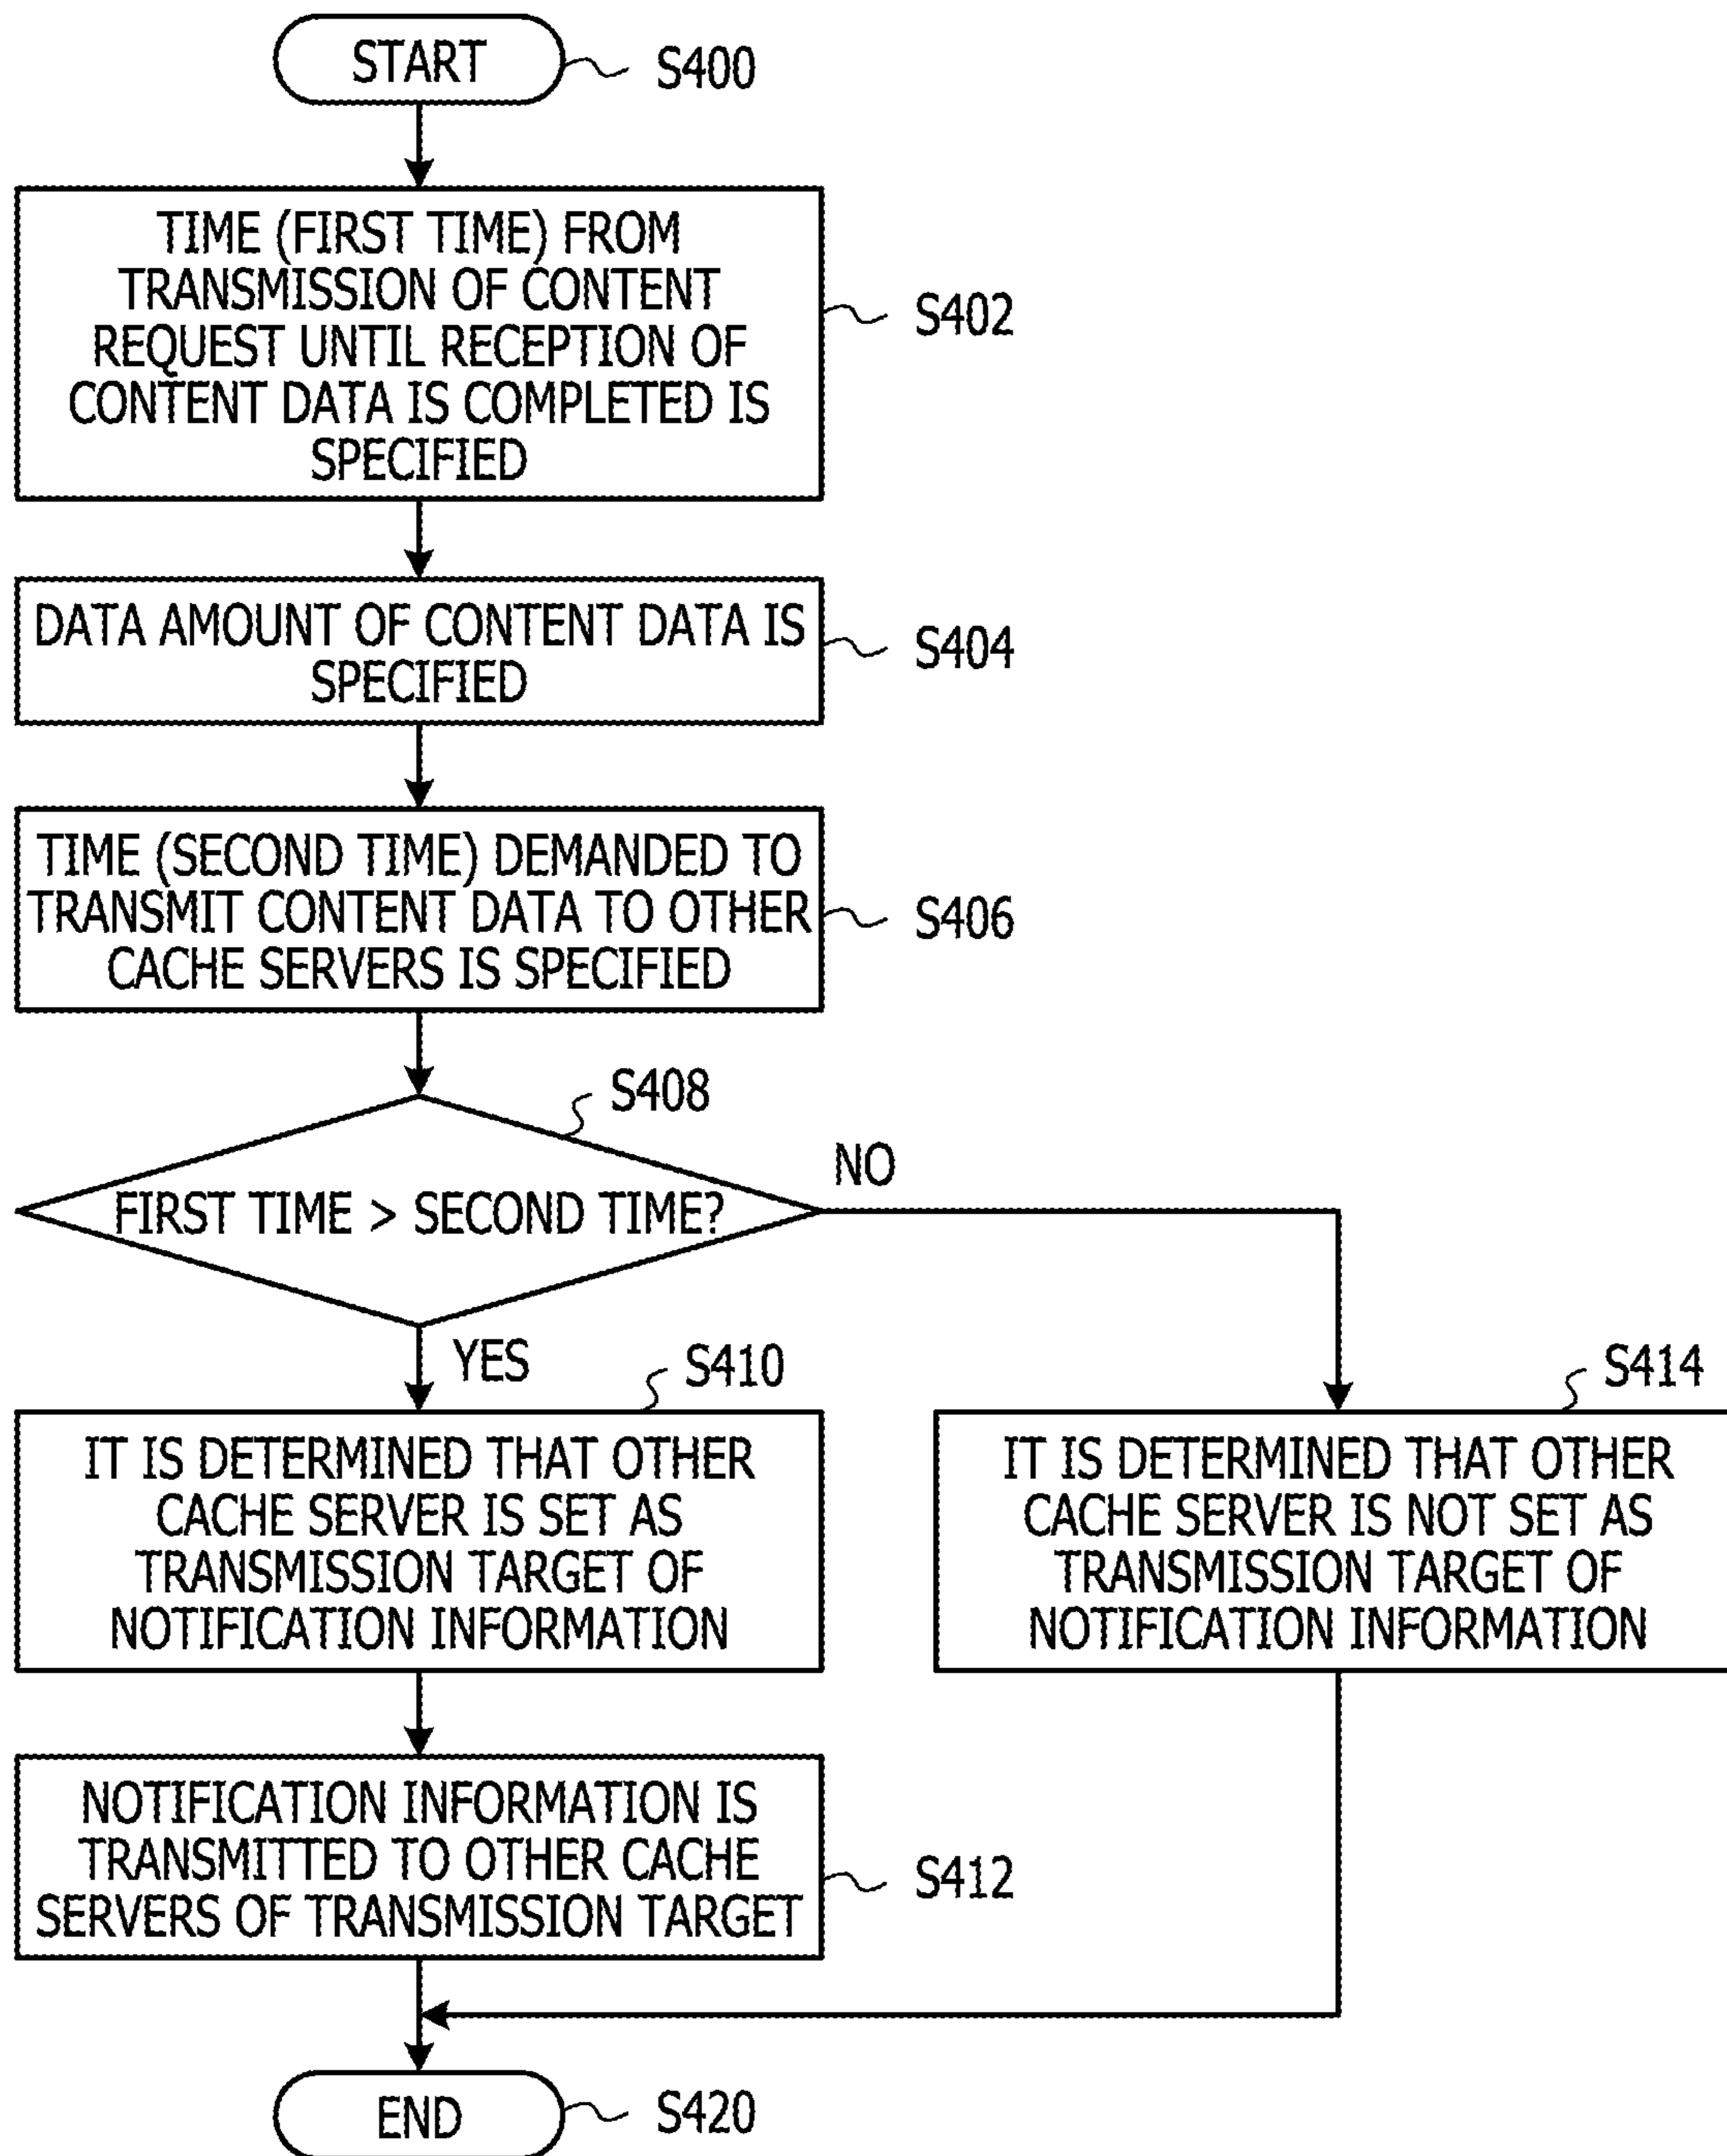 START
S400
TIME (FIRST TIME) FROM
TRANSMISSION OF CONTENT
REQUEST UNTIL RECEPTION OF
CONTENT DATA IS COMPLETED IS
SPECIFIED
S402
DATA AMOUNT OF CONTENT DATA IS
SPECIFIED
S404
TIME (SECOND TIME) DEMANDED TO
TRANSMIT CONTENT DATA TO OTHER
CACHE SERVERS IS SPECIFIED
S406
S408
FIRST TIME > SECOND TIME?
NO
YES
S410
IT IS DETERMINED THAT OTHER
CACHE SERVER IS SET AS
TRANSMISSION TARGET OF
NOTIFICATION INFORMATION
S414
IT IS DETERMINED THAT OTHER
CACHE SERVER IS NOT SET AS
TRANSMISSION TARGET OF
NOTIFICATION INFORMATION
NOTIFICATION INFORMATION IS
TRANSMITTED TO OTHER CACHE
SERVERS OF TRANSMISSION TARGET
S412
END
S420